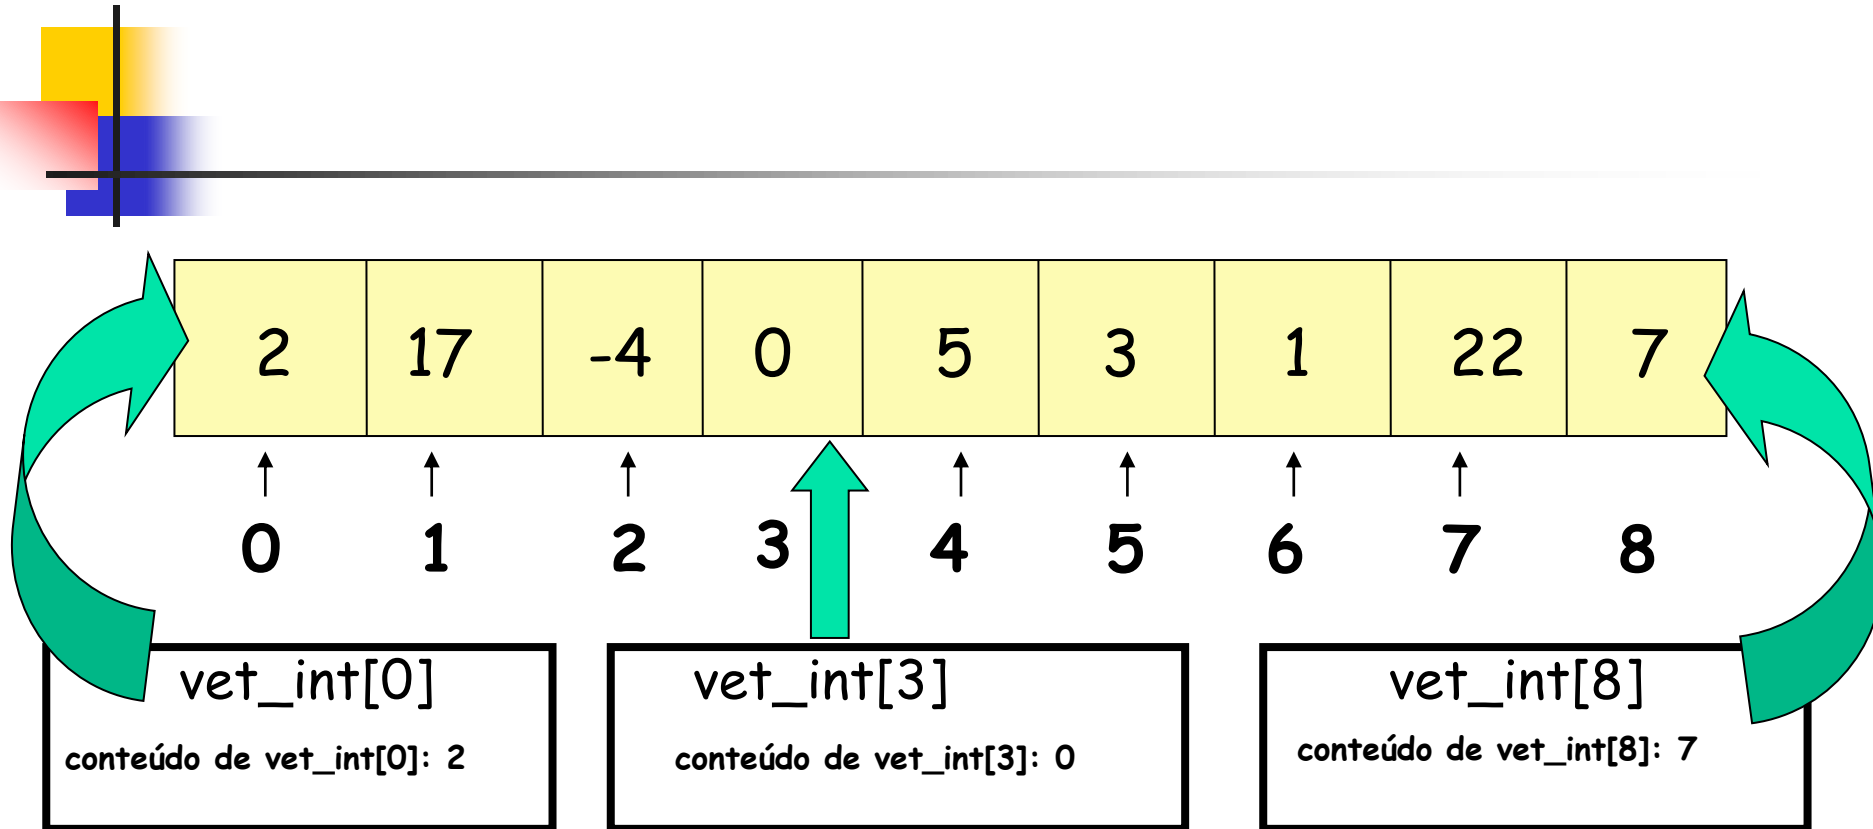 2 17 -4 0 5 3 1 22 7
0 1 2 3 4 5 6 7 8
vet_int[0]
conteúdo de vet_int[0]: 2
vet_int[3]
conteúdo de vet_int[3]: 0
vet_int[8]
conteúdo de vet_int[8]: 7